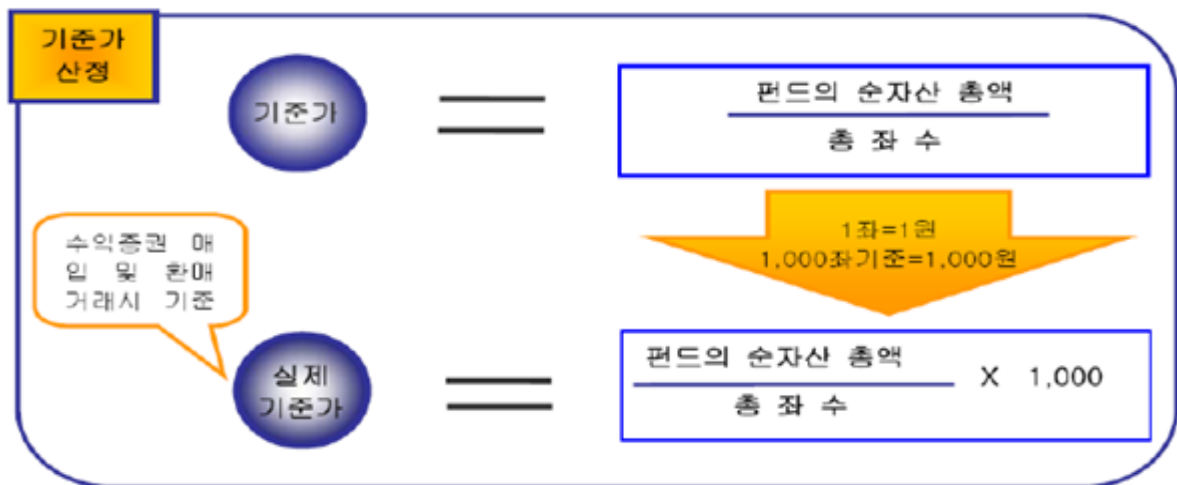 기준가
산정
기준가
펀드의 순자산 총액
총 좌 수
1좌=1원
1,000좌기준=1,000원
수익증권 매
입 및 환매
거래시 기준
실제
기준가
펀드의 순자산 총액
X 1,000
총 좌 수